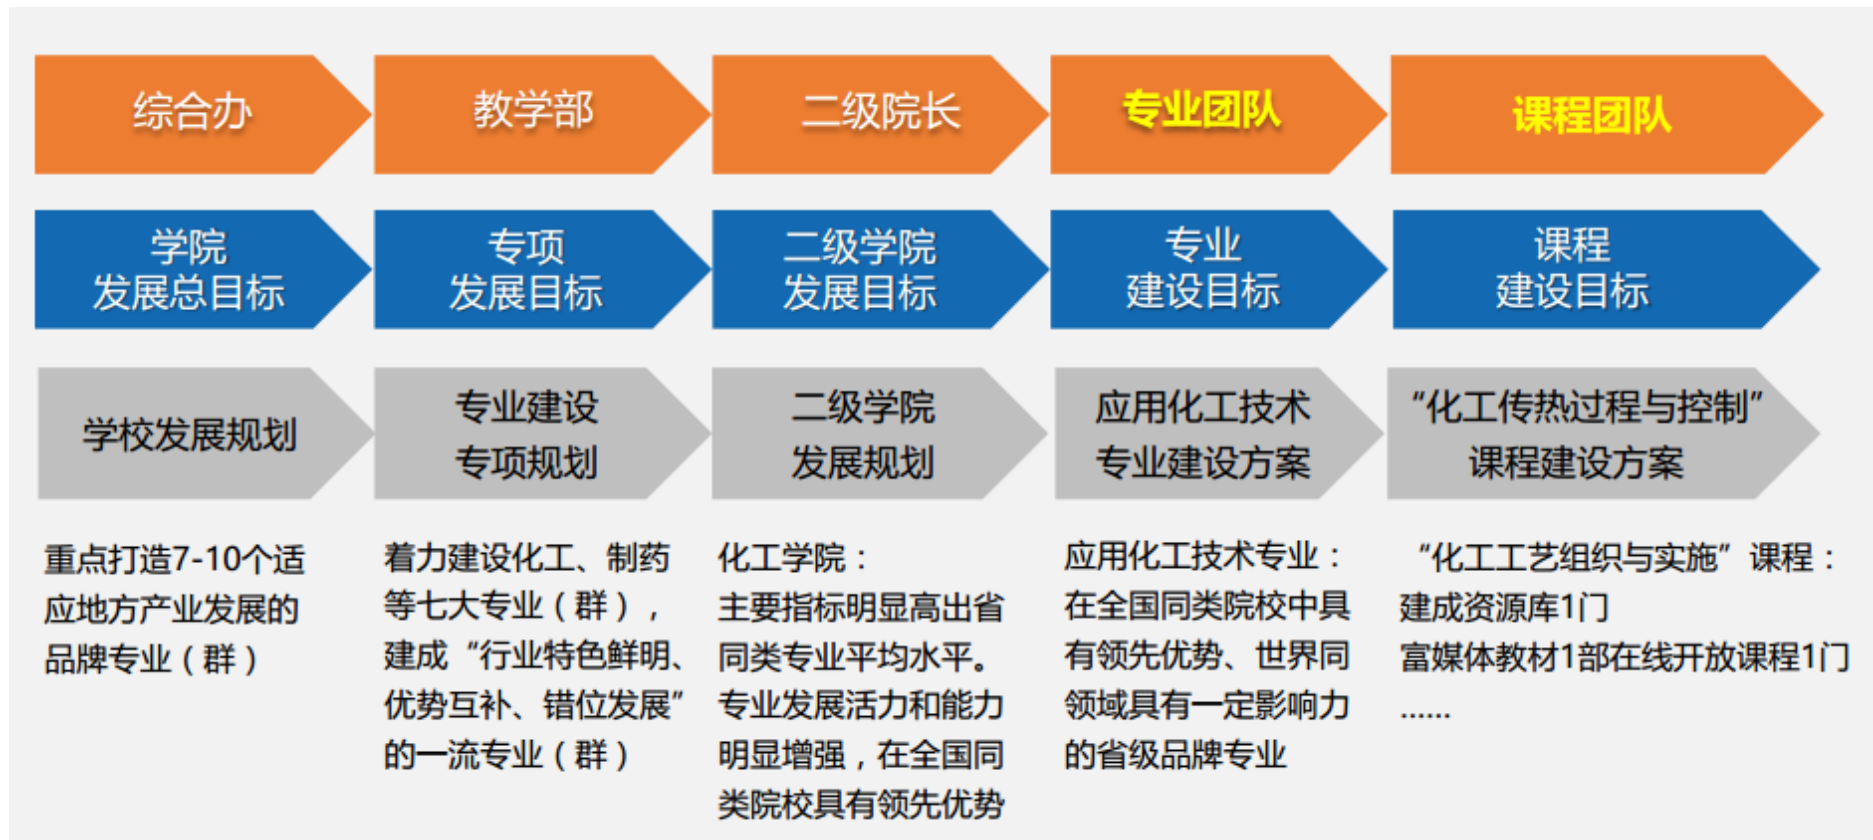 综合办
教学部
二级院长
专业团队
课程团队
学院
发展总目标
专项
发展目标
二级学院
发展目标
专业
建设目标
课程
建设目标
学校发展规划
专业建设
专项规划
二级学院
发展规划
应用化工技术
专业建设方案
“化工传热过程与控制”
课程建设方案
重点打造7-10个适
应地方产业发展的
品牌专业（群）
着力建设化工、制药
等七大专业（群），
建成“行业特色鲜明、
优势互补、错位发展”
的一流专业（群）
化工学院：
主要指标明显高出省
同类专业平均水平。
专业发展活力和能力
明显增强，在全国同
类院校具有领先优势
应用化工技术专业：
在全国同类院校中具
有领先优势、世界同
领域具有一定影响力
的省级品牌专业
“化工工艺组织与实施”课程：
建成资源库1门
富媒体教材1部在线开放课程1门
……